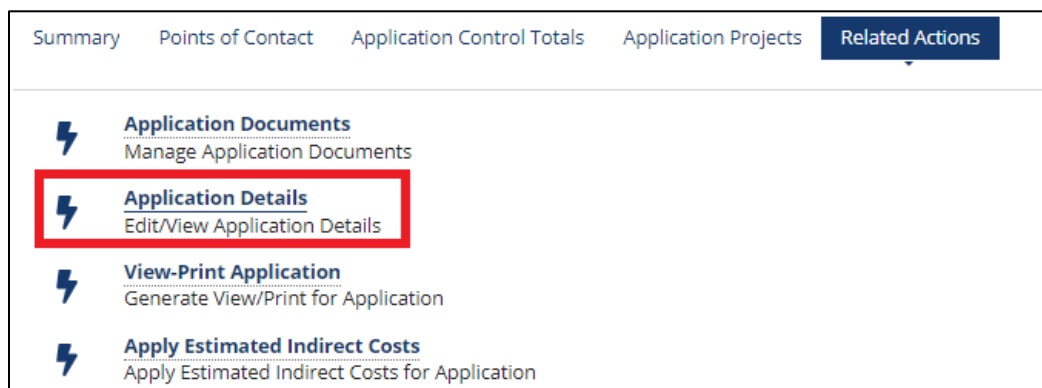 Summary Points of Contact Application Control Totals Application Projects Related Actions
Application Documents
Manage Application Documents
Application Details
Edit/View Application Details
View-Print Application
Generate View/Print for Application
Apply Estimated Indirect Costs
Apply Estimated Indirect Costs for Application